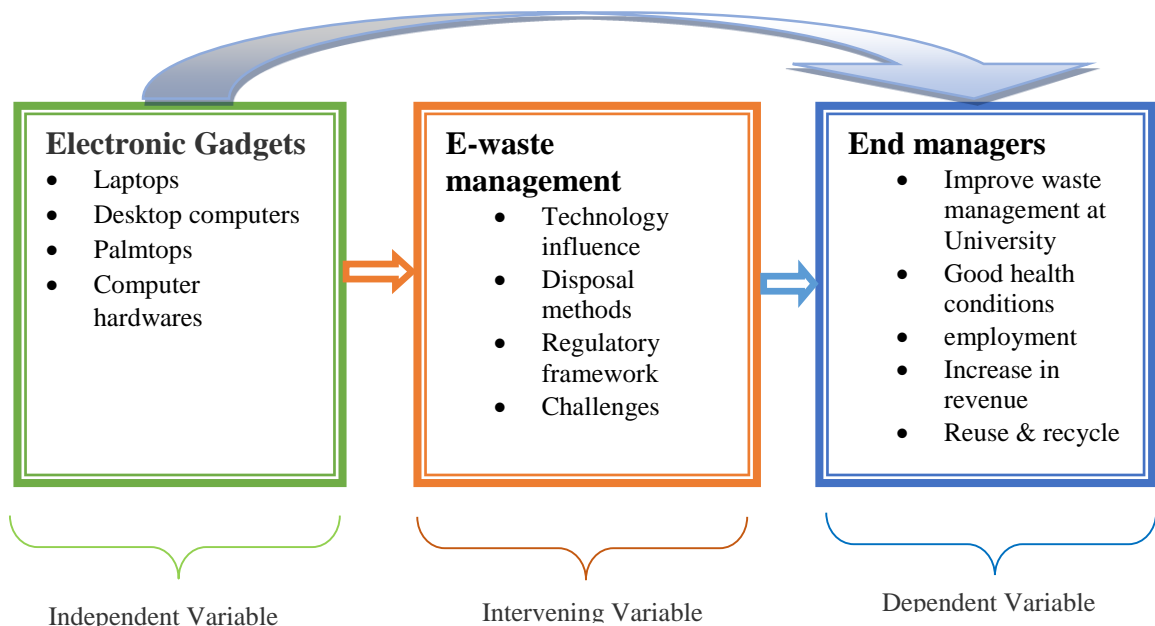 Electronic Gadgets
• Laptops
• Desktop computers
• Palmtops
• Computer
hardwares
E-waste
management
• Technology
influence
• Disposal
methods
• Regulatory
framework
• Challenges
End managers
• Improve waste
management at
University
• Good health
conditions
• employment
• Increase in
revenue
• Reuse & recycle
Independent Variable
Intervening Variable
Dependent Variable